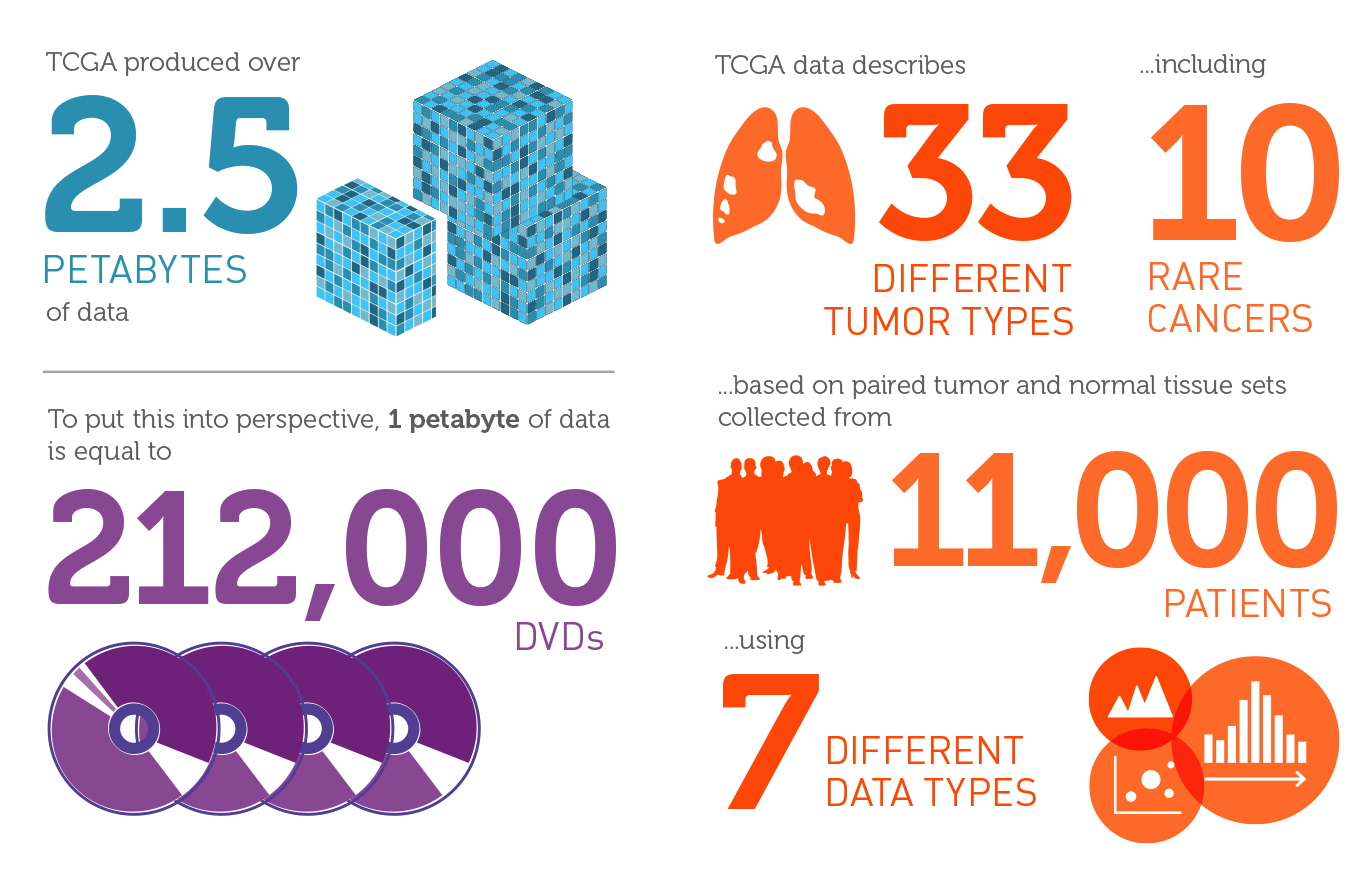 TCGA produced over
2.5
PETABYTES
of data
To put this into perspective, 1 petabyte of data
is equal to
212,000
DVDs
TCGA data describes
33
DIFFERENT
TUMOR TYPES
...including
10
RARE
CANCERS
...based on paired tumor and normal tissue sets
collected from
11,000
PATIENTS
...using
7
DIFFERENT
DATA TYPES